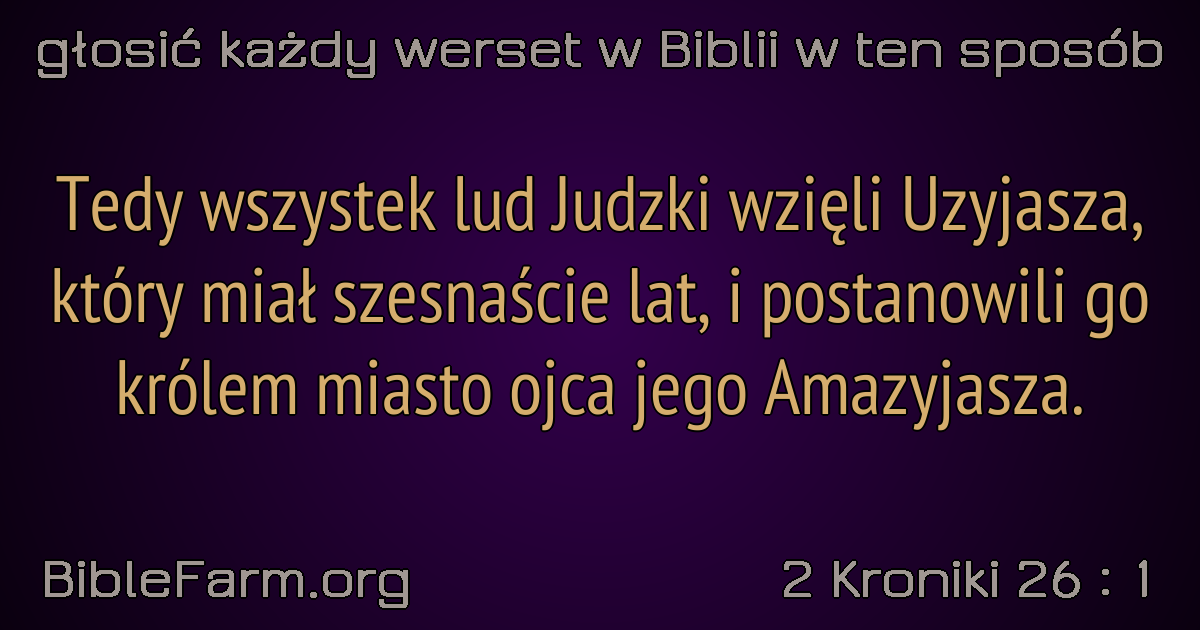 głosić każdy werset w Biblii w ten sposób
Tedy wszystek lud Judzki wzięli Uzyjasza,
który miał szesnaście lat, i postanowili go
królem miasto ojca jego Amazyjasza.
BibleFarm.org
2 Kroniki 26 : 1